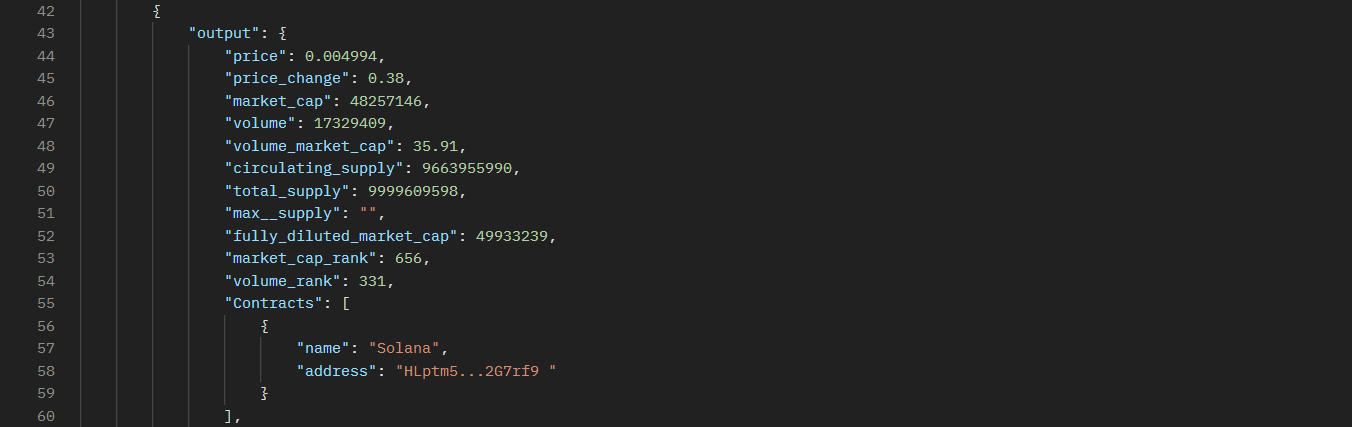 42 {
43 "output": {
44 "price": 0.004994,
45 "price_change": 0.38,
46 "market_cap": 48257146,
47 "volume": 17329409,
48 "volume_market_cap": 35.91,
49 "circulating_supply": 9663955990,
50 "total_supply": 9999609598,
51 "max__supply": "",
52 "fully_diluted_market_cap": 49933239,
53 "market_cap_rank": 656,
54 "volume_rank": 331,
55 "Contracts": [
56 {
57 "name": "Solana",
58 "address": "HLptm5...2G7rf9 "
59 }
60 ],